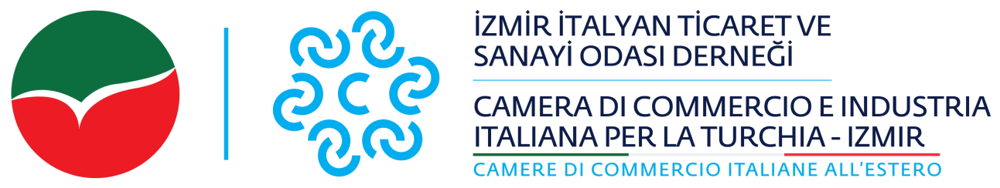 İZMİR İTALYAN TİCARET VE
SANAYİ ODASI DERNEĞİ
CAMERA DI COMMERCIO E INDUSTRIA
ITALIANA PER LA TURCHIA - IZMIR
CAMERE DI COMMERCIO ITALIANE ALL'ESTERO